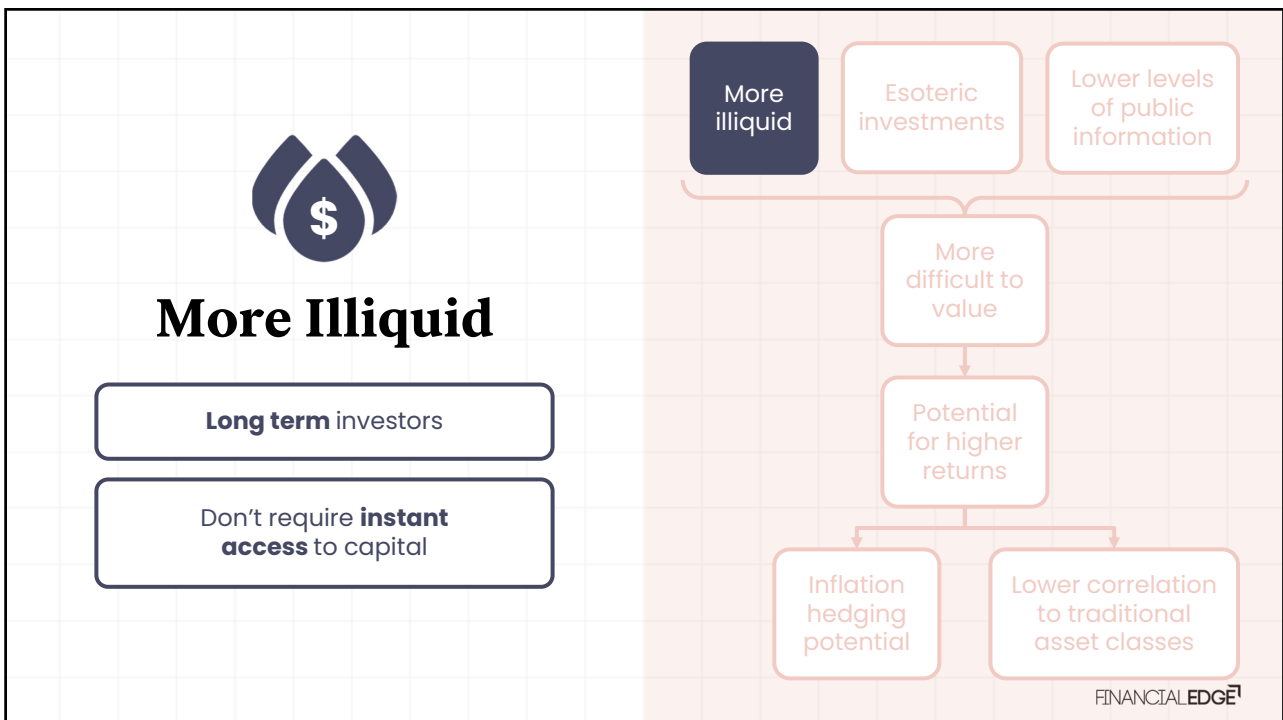 $
More Illiquid
Long term investors
Don’t require instant
access to capital
More
illiquid
Esoteric
investments
Lower levels
of public
information
More
difficult to
value
Potential
for higher
returns
Inflation
hedging
potential
Lower correlation
to traditional
asset classes
FINANCIALEDGE